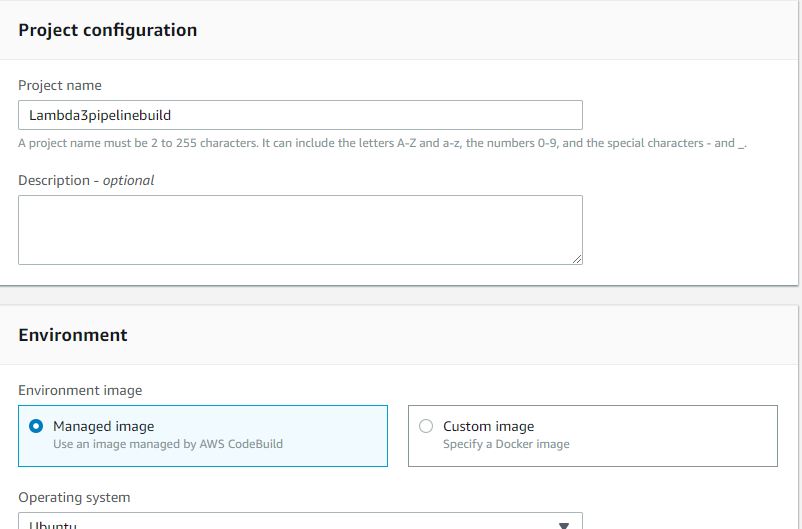 Project configuration
Project name
Lambda3pipelinebuild
A project name must be 2 to 255 characters. It can include the letters A-Z and a-z, the numbers 0-9, and the special characters - and _.
Description - optional
Environment
Environment image
Managed image
Use an image managed by AWS CodeBuild
Custom image
Specify a Docker image
Operating system
Ubuntu